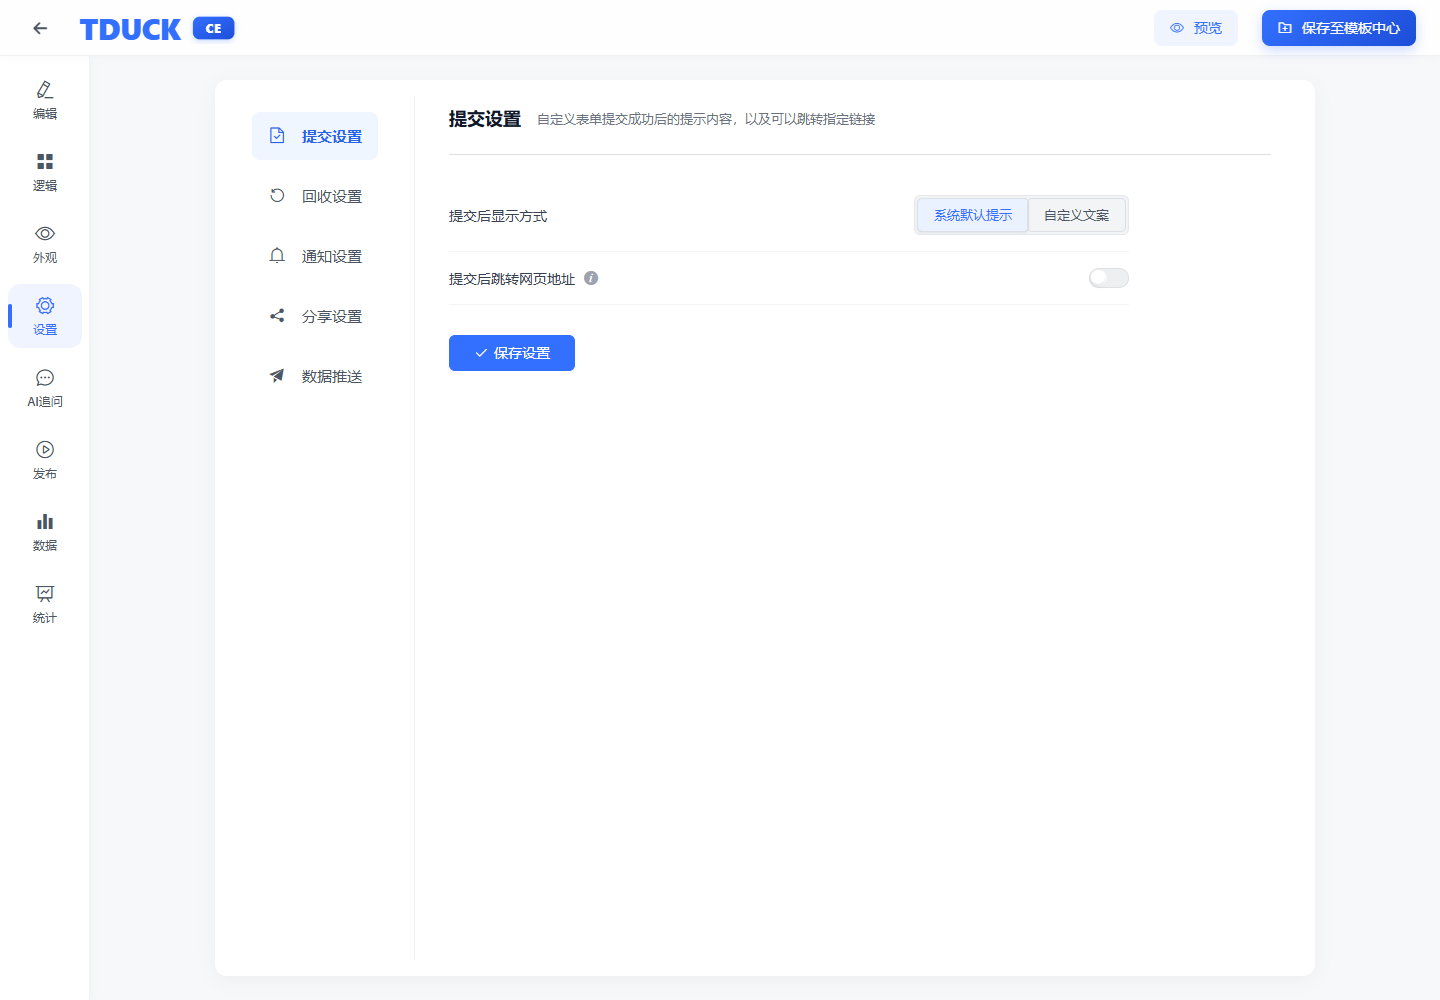 TDUCK CE
预览
保存至模板中心
编辑
逻辑
外观
设置
AI追问
发布
数据
统计
提交设置
回收设置
通知设置
分享设置
数据推送
提交设置 自定义表单提交成功后的提示内容，以及可以跳转指定链接
提交后显示方式
系统默认提示 自定义文案
提交后跳转网页地址
保存设置